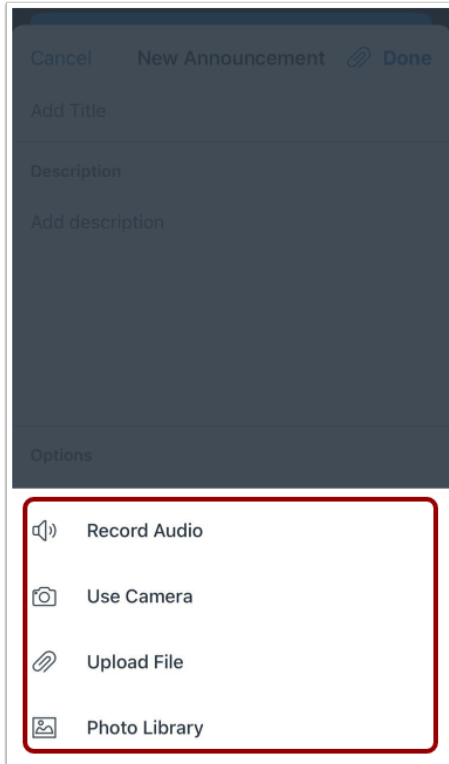 Cancel New Announcement Done
Add Title
Description
Add description
Options
Record Audio
Use Camera
Upload File
Photo Library